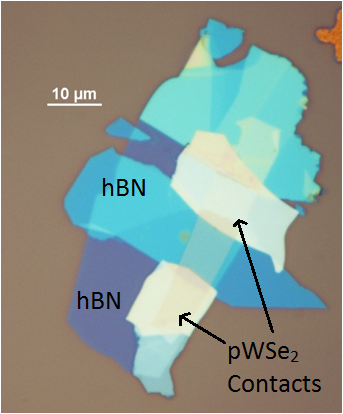 10 µm
hBN
hBN
pWSe₂
Contacts